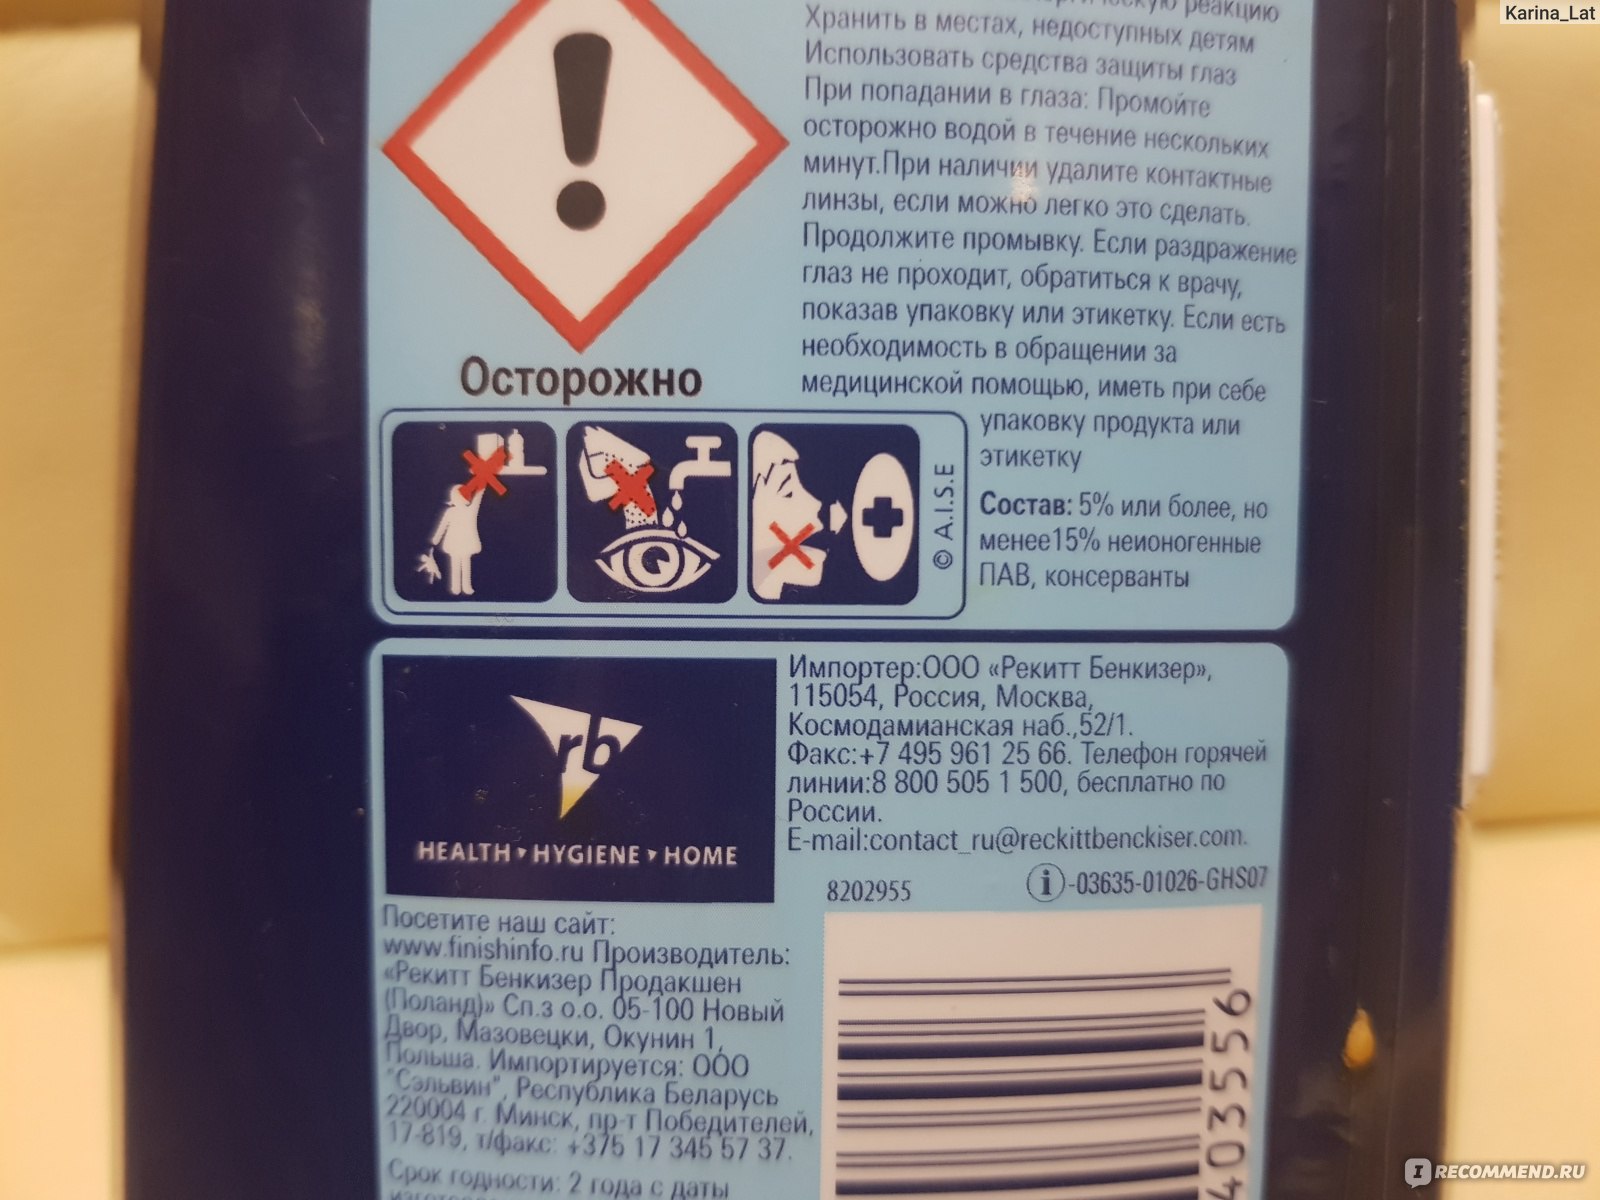 Karina_Lat
реакцию
Хранить в местах, недоступных детям
Использовать средства защиты глаз
При попадании в глаза: Промойте
осторожно водой в течение нескольких
минут.При наличии удалите контактные
линзы, если можно легко это сделать.
Продолжите промывку. Если раздражение
глаз не проходит, обратиться к врачу,
показав упаковку или этикетку. Если есть
необходимость в обращении за
медицинской помощью, иметь при себе
упаковку продукта или
этикетку
Состав: 5% или более, но
менее15% неионогенные
ПАВ, консерванты
Осторожно
© A.I.S.E
rb
HEALTH HYGIENE HOME
Импортер:ООО «Рекитт Бенкизер»,
115054, Россия, Москва,
Космодамианская наб.,52/1.
Факс:+7 495 961 25 66. Телефон горячей
линии:8 800 505 1 500, бесплатно по
России.
E-mail:contact_ru@reckittbenckiser.com.
8202955
i-03635-01026-GHS07
Посетите наш сайт:
www.finishinfo.ru Производитель:
«Рекитт Бенкизер Продакшен
(Поланд)» Сп.з о.о. 05-100 Новый
Двор, Мазовецки, Окунин 1,
Польша. Импортируется: ООО
"Сэльвин", Республика Беларусь
220004 г. Минск, пр-т Победителей,
17-819, т/факс: +375 17 345 57 37.
Срок годности: 2 года с даты
4035556
I RECOMMEND.RU